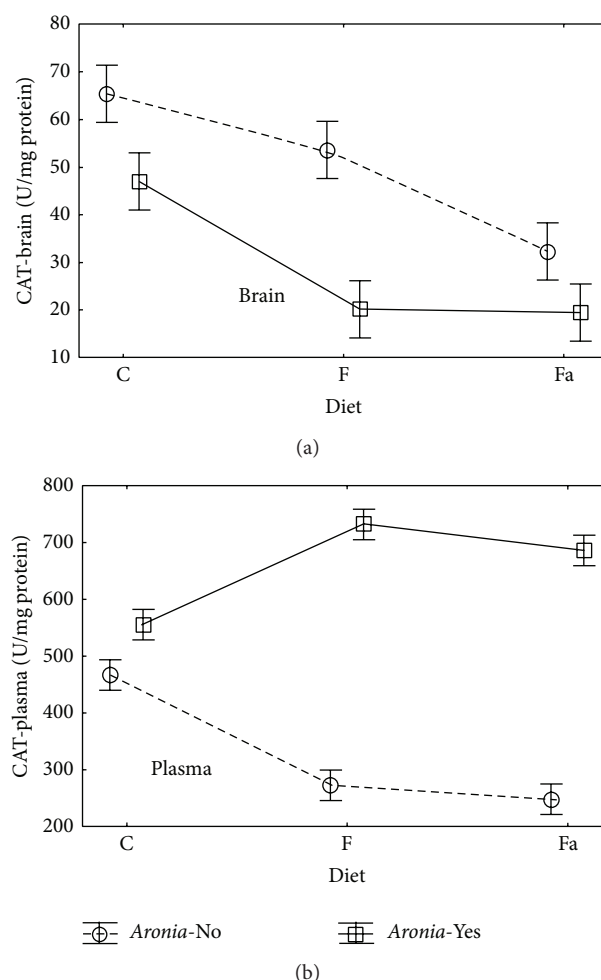 80
70
60
50
40
30
20
10
CAT-brain (U/mg protein)
Brain
C F Fa
Diet
(a)
800
700
600
500
400
300
200
CAT-plasma (U/mg protein)
Plasma
C F Fa
Diet
Aronia-No Aronia-Yes
(b)